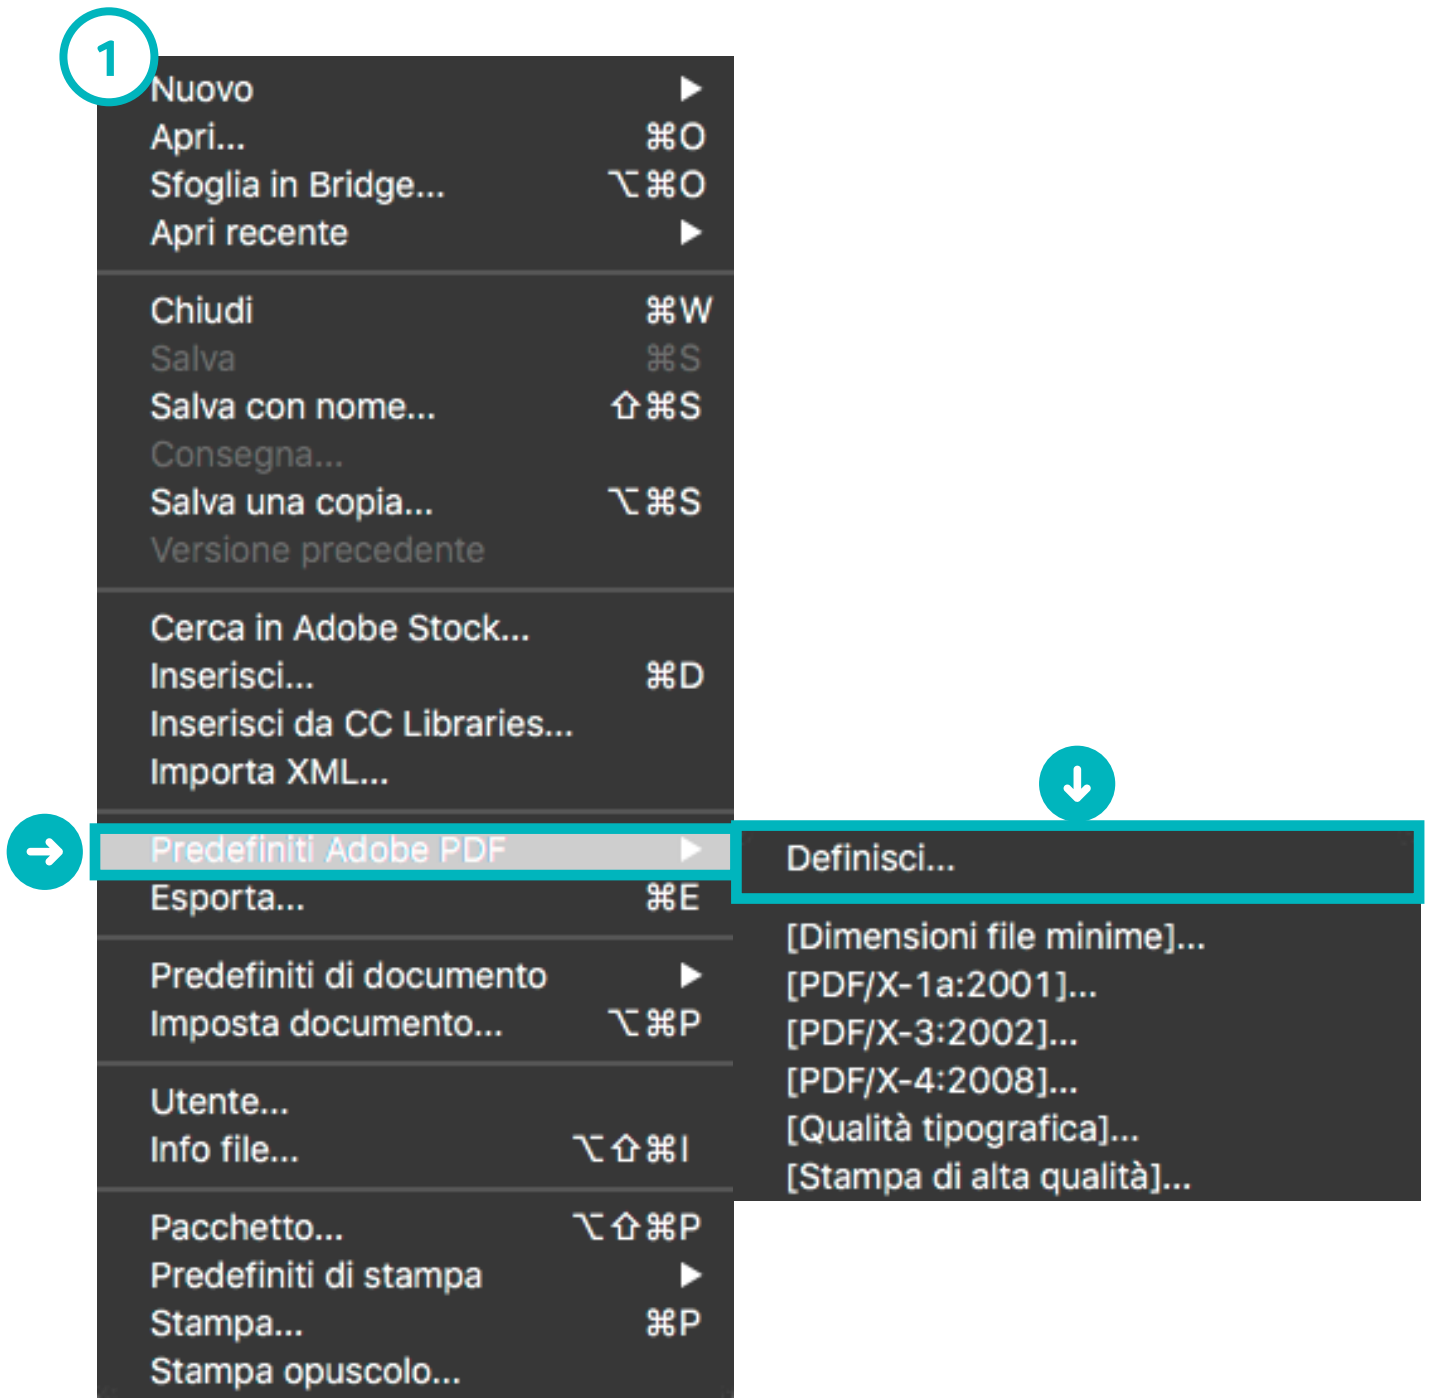 1
Nuovo ▶
Apri... ⌘O
Sfoglia in Bridge... ⌥⌘O
Apri recente ▶
Chiudi ⌘W
Salva ⌘S
Salva con nome... ⇧⌘S
Consegna...
Salva una copia... ⌥⌘S
Versione precedente
Cerca in Adobe Stock...
Inserisci... ⌘D
Inserisci da CC Libraries...
Importa XML...
Predefiniti Adobe PDF ▶
Esporta... ⌘E
Predefiniti di documento ▶
Imposta documento... ⌥⌘P
Utente...
Info file... ⌥⇧⌘I
Pacchetto... ⌥⇧⌘P
Predefiniti di stampa ▶
Stampa... ⌘P
Stampa opuscolo...
Definisci...
[Dimensioni file minime]...
[PDF/X-1a:2001]...
[PDF/X-3:2002]...
[PDF/X-4:2008]...
[Qualità tipografica]...
[Stampa di alta qualità]...